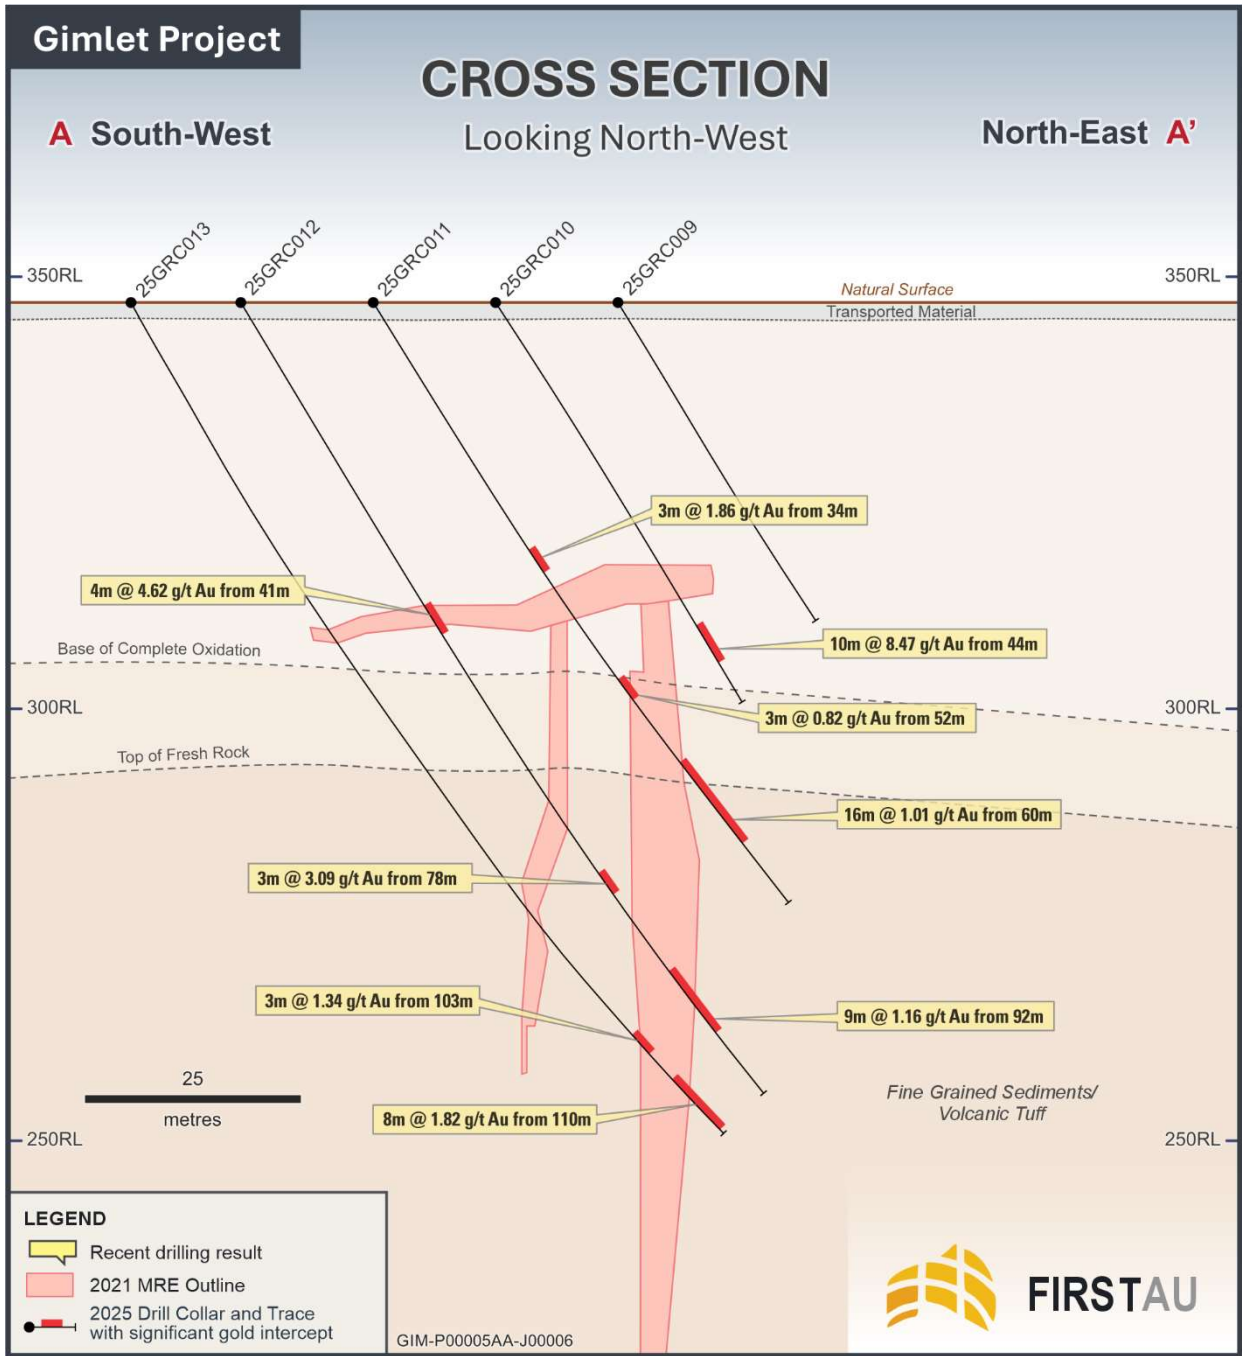 Gimlet Project
CROSS SECTION
Looking North-West
A South-West
North-East A'
25GRC013
25GRC012
25GRC011
25GRC010
25GRC009
350RL
350RL
Natural Surface
Transported Material
3m @ 1.86 g/t Au from 34m
4m @ 4.62 g/t Au from 41m
10m @ 8.47 g/t Au from 44m
Base of Complete Oxidation
300RL
300RL
3m @ 0.82 g/t Au from 52m
Top of Fresh Rock
16m @ 1.01 g/t Au from 60m
3m @ 3.09 g/t Au from 78m
3m @ 1.34 g/t Au from 103m
9m @ 1.16 g/t Au from 92m
25
metres
8m @ 1.82 g/t Au from 110m
Fine Grained Sediments/
Volcanic Tuff
250RL
250RL
LEGEND
Recent drilling result
2021 MRE Outline
2025 Drill Collar and Trace
with significant gold intercept
GIM-P00005AA-J00006
FIRSTAU